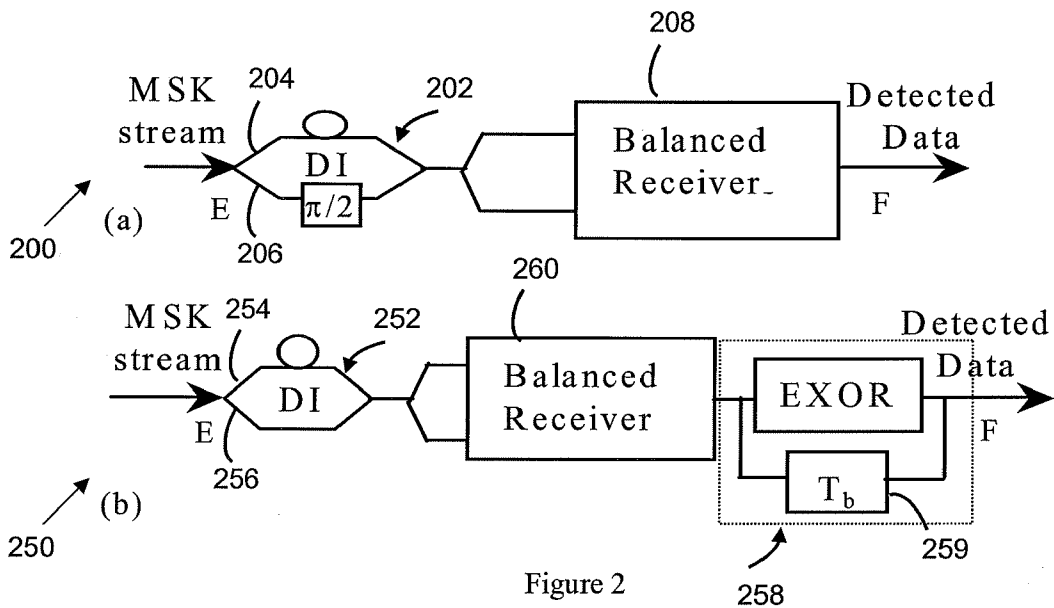 208
MSK
stream
204
202
Detected
Data
DI
Balanced
Receiver
E
π/2
F
206
(a)
200
260
254
252
MSK
stream
Detected
Data
DI
Balanced
Receiver
EXOR
E
F
256
T_b
(b)
250
259
258
Figure 2